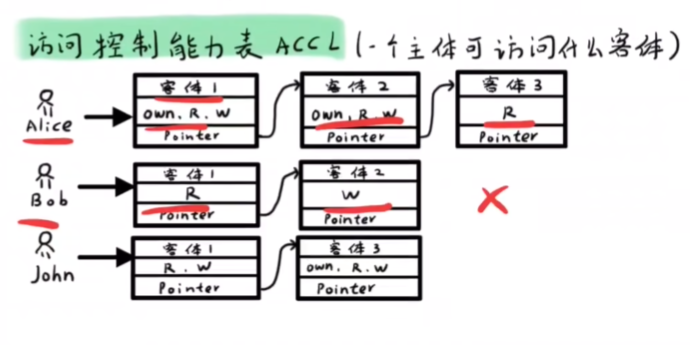 访问控制能力表 ACCL (一个主体可访问什么客体)
客体1 客体2 客体3
own, R, W own, R, W R
Alice
Pointer Pointer Pointer
客体1 客体2
R W
Bob
Pointer Pointer
客体1 客体3
R, W own, R, W
John
Pointer Pointer